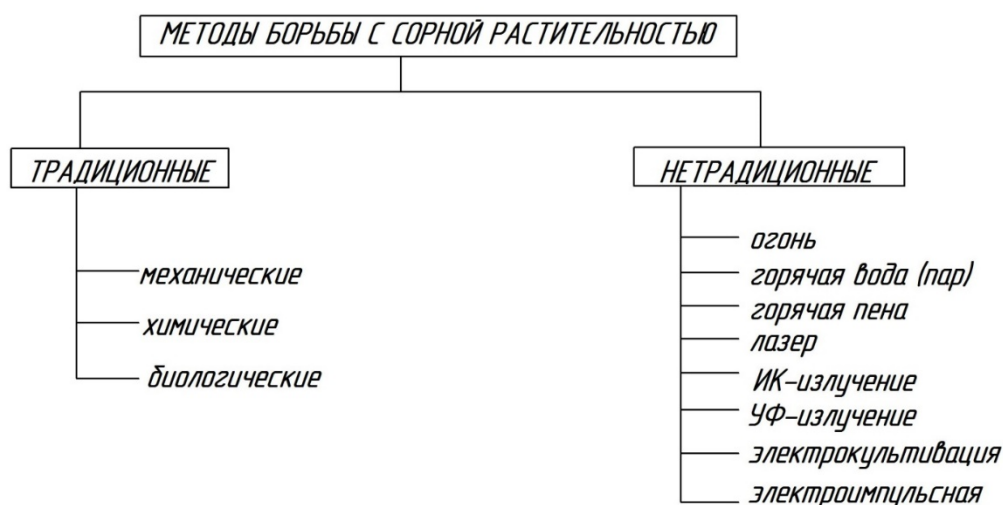 МЕТОДЫ БОРЬБЫ С СОРНОЙ РАСТИТЕЛЬНОСТЬЮ
ТРАДИЦИОННЫЕ
механические
химические
биологические
НЕТРАДИЦИОННЫЕ
огонь
горячая вода (пар)
горячая пена
лазер
ИК-излучение
УФ-излучение
электрокультивация
электроимпульсная